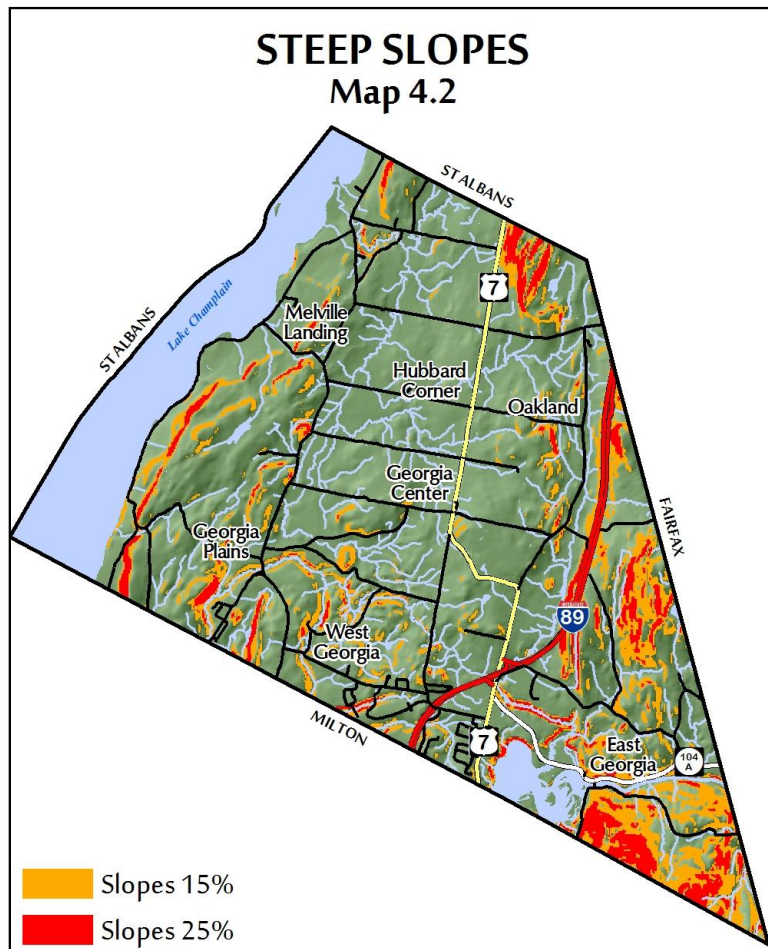 STEEP SLOPES
Map 4.2
ST ALBANS
7
Melville
Landing
ST ALBANS
Lake Champlain
Hubbard
Corner
Oakland
Georgia
Center
FAIRFAX
Georgia
Plains
89
West
Georgia
MILTON
7
East
Georgia
104
A
Slopes 15%
Slopes 25%